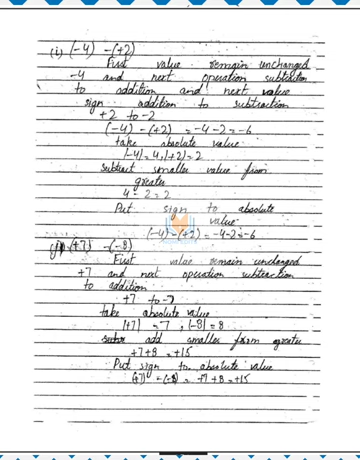 (i) (-4) -(+2)
First value remain unchanged
-4 and next operation subtraction
to addition and next value
sign addition to subtraction
+2 to -2
(-4) -(+2) = -4-2 = -6
take absolute value
|-4| = 4, |+2| = 2
subtract smaller value from
greater
4 - 2 = 2
Put sign to absolute
value
(-4) -(+2) = -4-2 = -6
(+7) -(-8)
First value remain unchanged
+7 and next operation subtraction
to addition
+7 to
take absolute value
|+7| = 7, |-8| = 8
add smaller from greater
+7+8 = +15
Put sign to absolute value
(+7) -(-8) = +7+8 = +15